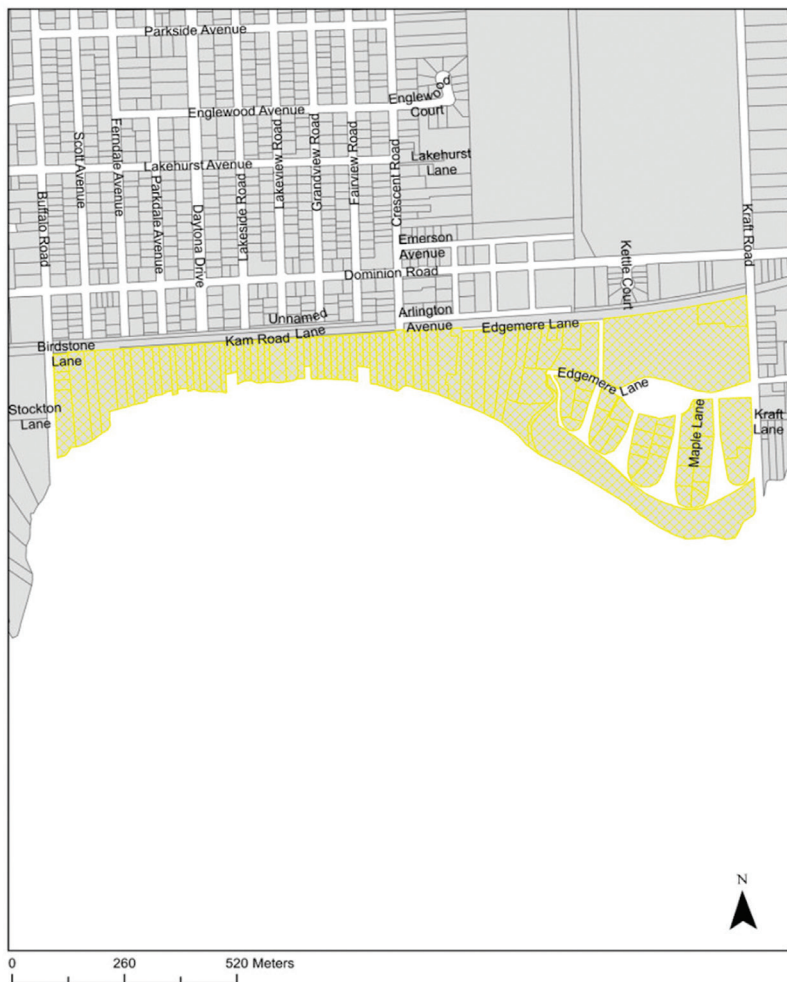 Parkside Avenue
Englewood
Court
Englewood Avenue
Lakehurst Avenue
Lakehurst
Lane
Scott Avenue
Ferndale Avenue
Parkdale Avenue
Daytona Drive
Lakeside Road
Lakeview Road
Grandview Road
Fairview Road
Crescent Road
Buffalo Road
Kraft Road
Emerson
Avenue
Dominion Road
Kettle Court
Unnamed
Lane
Arlington
Avenue
Edgemere Lane
Kam Road
Birdstone
Lane
Edgemere Lane
Stockton
Lane
Maple Lane
Kraft
Lane
N
0 260 520 Meters